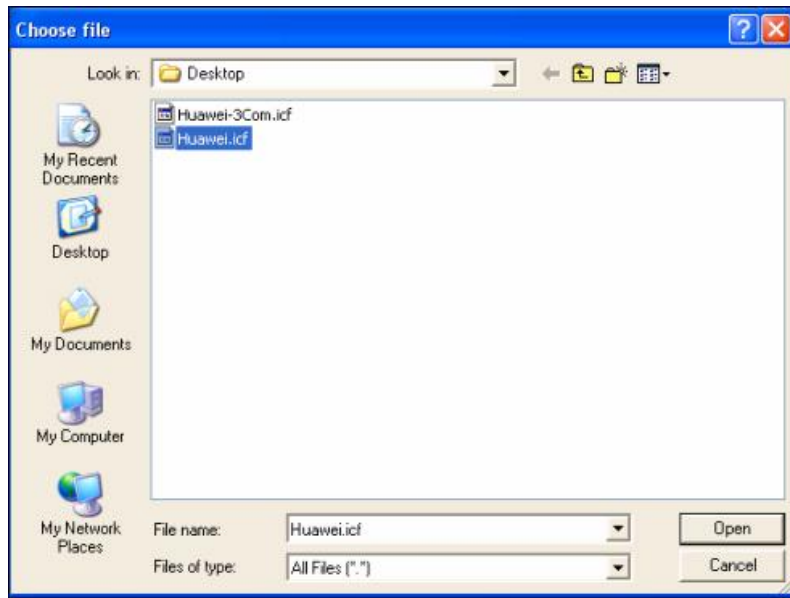 Choose file
Look in:
Desktop
My Recent
Documents
Desktop
My Documents
My Computer
My Network
Places
Huawei-3Com.icf
Huawei.icf
File name:
Huawei.icf
Open
Files of type:
All Files (".")
Cancel